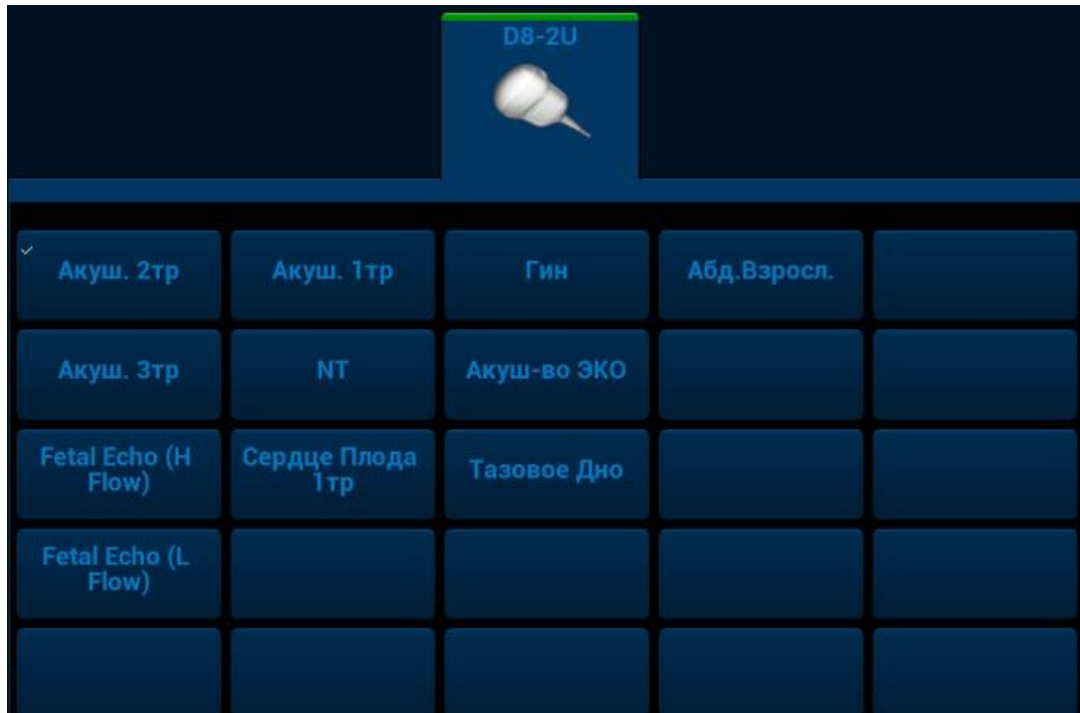 D8-2U
Акуш. 2тр
Акуш. 1тр
Гин
Абд.Взросл.
Акуш. 3тр
NT
Акуш-во ЭКО
Fetal Echo (H
Flow)
Сердце Плода
1тр
Тазовое Дно
Fetal Echo (L
Flow)